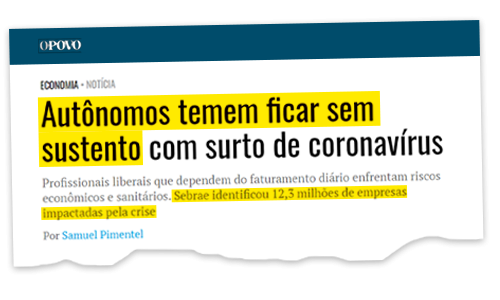 OPOVO
ECONOMIA • NOTÍCIA
Autônomos temem ficar sem
sustento com surto de coronavírus
Profissionais liberais que dependem do faturamento diário enfrentam riscos
econômicos e sanitários. Sebrae identificou 12,3 milhões de empresas
impactadas pela crise
Por Samuel Pimentel